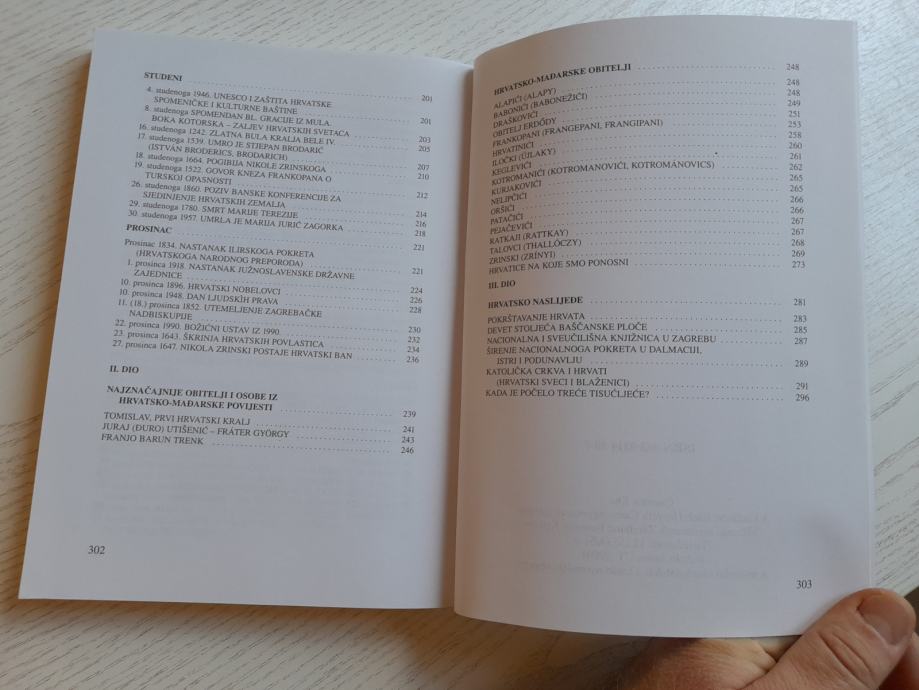 STUDENI
4. studenoga 1946. UNESCO I ZAŠTITA HRVATSKE
SPOMENIČKE I KULTURNE BAŠTINE 201
8. studenoga SPOMENDAN BL. GRACIJE IZ MULA.
BOKA KOTORSKA – ZALJEV HRVATSKIH SVETACA 201
16. studenoga 1242. ZLATNA BULA KRALJA BELE IV. 203
17. studenoga 1539. UMRO JE STJEPAN BRODARIĆ 205
(ISTVÁN BRODERICS, BRODARICH)
18. studenoga 1664. POGIBIJA NIKOLE ZRINSKOGA 207
19. studenoga 1522. GOVOR KNEZA FRANKOPANA O 210
TURSKOJ OPASNOSTI
26. studenoga 1860. POZIV BANSKE KONFERENCIJE ZA 212
SJEDINJENJE HRVATSKIH ZEMALJA
29. studenoga 1780. SMRT MARIJE TEREZIJE 214
30. studenoga 1957. UMRLA JE MARIJA JURIĆ ZAGORKA 216
PROSINAC 218
Prosinac 1834. NASTANAK ILIRSKOGA POKRETA 221
(HRVATSKOGA NARODNOG PREPORODA)
1. prosinca 1918. NASTANAK JUŽNOSLAVENSKE DRŽAVNE 221
ZAJEDNICE
10. prosinca 1896. HRVATSKI NOBELOVCI 224
10. prosinca 1948. DAN LJUDSKIH PRAVA 226
11. (18.) prosinca 1852. UTEMELJENJE ZAGREBAČKE 228
NADBISKUPIJE
22. prosinca 1990. BOŽIĆNI USTAV IZ 1990. 230
23. prosinca 1643. ŠKRINJA HRVATSKIH POVLASTICA 232
27. prosinca 1647. NIKOLA ZRINSKI POSTAJE HRVATSKI BAN 234
236
II. DIO
NAJZNAČAJNIJE OBITELJI I OSOBE IZ
HRVATSKO-MAĐARSKE POVIJESTI 239
TOMISLAV, PRVI HRVATSKI KRALJ 241
JURAJ (ĐURO) UTIŠENIĆ – FRÁTER GYÖRGY 243
FRANJO BARUN TRENK 246
302
HRVATSKO-MAĐARSKE OBITELJI 248
ALAPIĆI (ALAPY) 248
BABONIĆI (BABONEŽIĆI) 248
DRAŠKOVIĆI 249
OBITELJ ERDŐDY 251
FRANKOPANI (FRANGEPANI, FRANGIPANI) 253
HRVATINIĆI 258
ILOČKI (ÚJLAKY) 260
KEGLEVIĆI 261
KOTROMANIĆI (KOTROMANOVIĆI, KOTROMÁNOVICS) 262
KURJAKOVIĆI 265
NELIPČIĆI 265
ORŠIĆI 266
PATAČIĆI 266
PEJAČEVIĆI 267
RATKAJI (RATTKAY) 267
TALOVCI (THALLÓCZY) 268
ZRINSKI (ZRÍNYI) 269
HRVATICE NA KOJE SMO PONOSNI 273
III. DIO
HRVATSKO NASLIJEĐE 281
POKRŠTAVANJE HRVATA 283
DEVET STOLJEĆA BAŠČANSKE PLOČE 285
NACIONALNA I SVEUČILIŠNA KNJIŽNICA U ZAGREBU 287
ŠIRENJE NACIONALNOGA POKRETA U DALMACIJI,
ISTRI I PODUNAVLJU 289
KATOLIČKA CRKVA I HRVATI
(HRVATSKI SVECI I BLAŽENICI) 291
KADA JE POČELO TREĆE TISUĆLJEĆE? 296
303